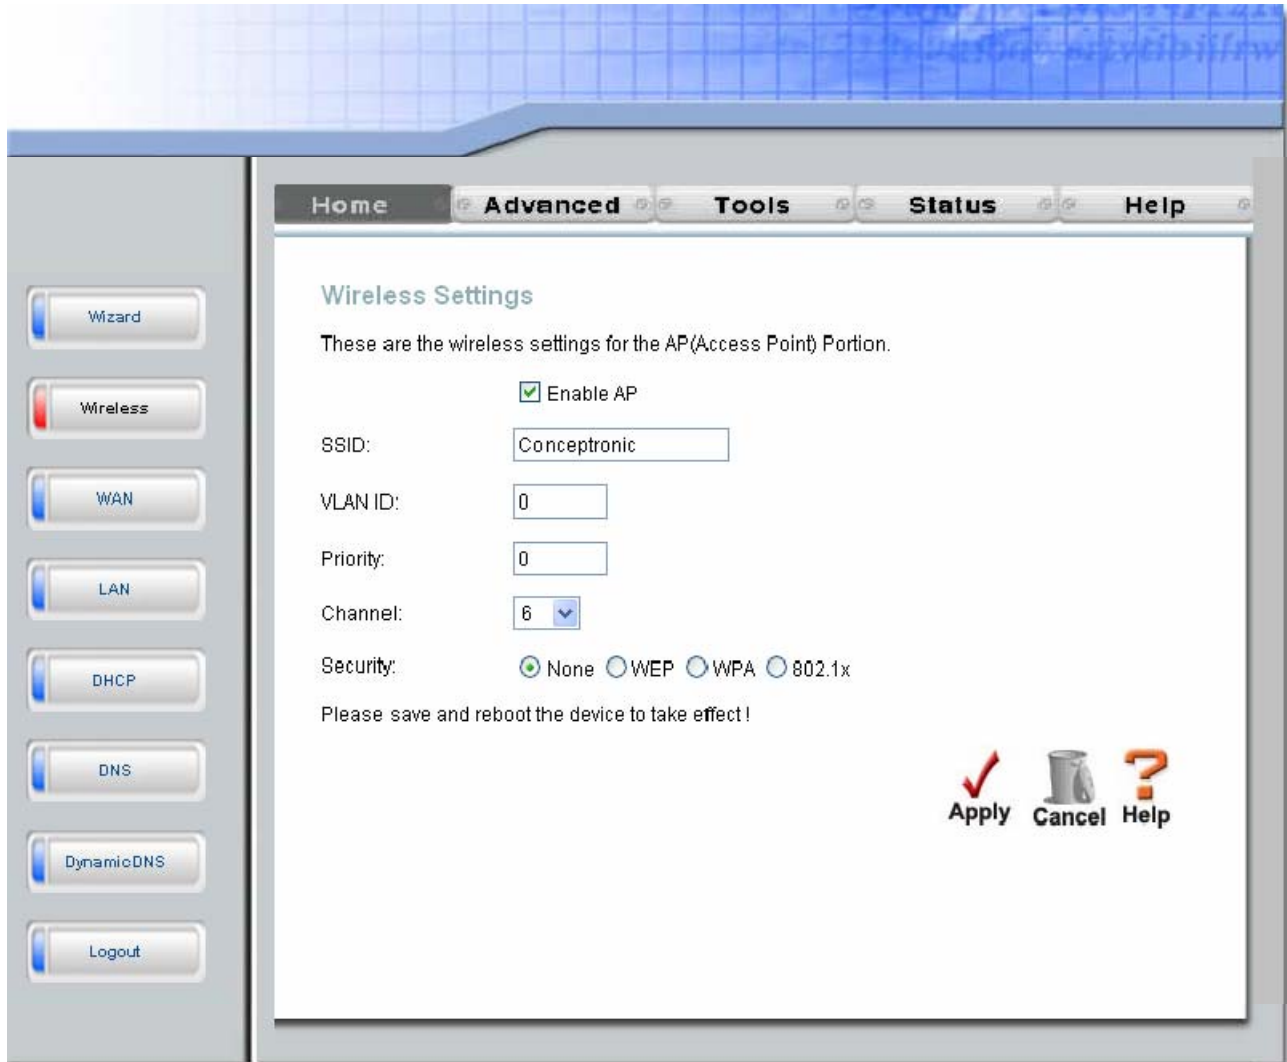 Home Advanced Tools Status Help
Wizard
Wireless
WAN
LAN
DHCP
DNS
DynamicDNS
Logout
Wireless Settings
These are the wireless settings for the AP(Access Point) Portion.
Enable AP
SSID: Conceptronic
VLAN ID: 0
Priority: 0
Channel: 6
Security: None WEP WPA 802.1x
Please save and reboot the device to take effect !
Apply Cancel Help